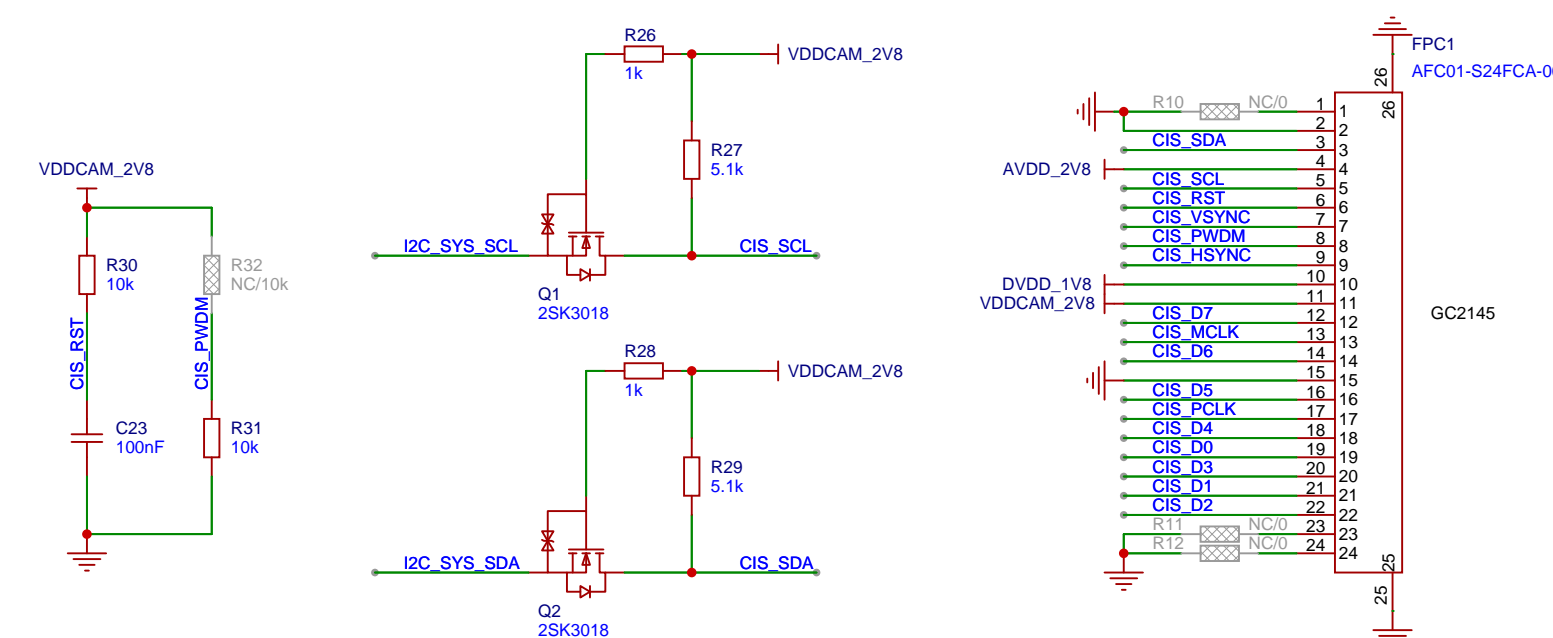 VDDCAM_2V8
R30
10k
R32
NC/10k
CIS_RST
CIS_PWDM
C23
100nF
R31
10k
R26
1k
VDDCAM_2V8
R27
5.1k
I2C_SYS_SCL
CIS_SCL
Q1
2SK3018
R28
1k
VDDCAM_2V8
R29
5.1k
I2C_SYS_SDA
CIS_SDA
Q2
2SK3018
FPC1
AFC01-S24FCA-0
26
26
R10 NC/0 1 1
2 2
CIS_SDA 3 3
AVDD_2V8 4 4
CIS_SCL 5 5
CIS_RST 6 6
CIS_VSYNC 7 7
CIS_PWDM 8 8
CIS_HSYNC 9 9
DVDD_1V8 10 10
VDDCAM_2V8 11 11
CIS_D7 12 12
CIS_MCLK 13 13
CIS_D6 14 14
15 15
CIS_D5 16 16
CIS_PCLK 17 17
CIS_D4 18 18
CIS_D0 19 19
CIS_D3 20 20
CIS_D1 21 21
CIS_D2 22 22
R11 NC/0 23 23
R12 NC/0 24 24
25
25
GC2145